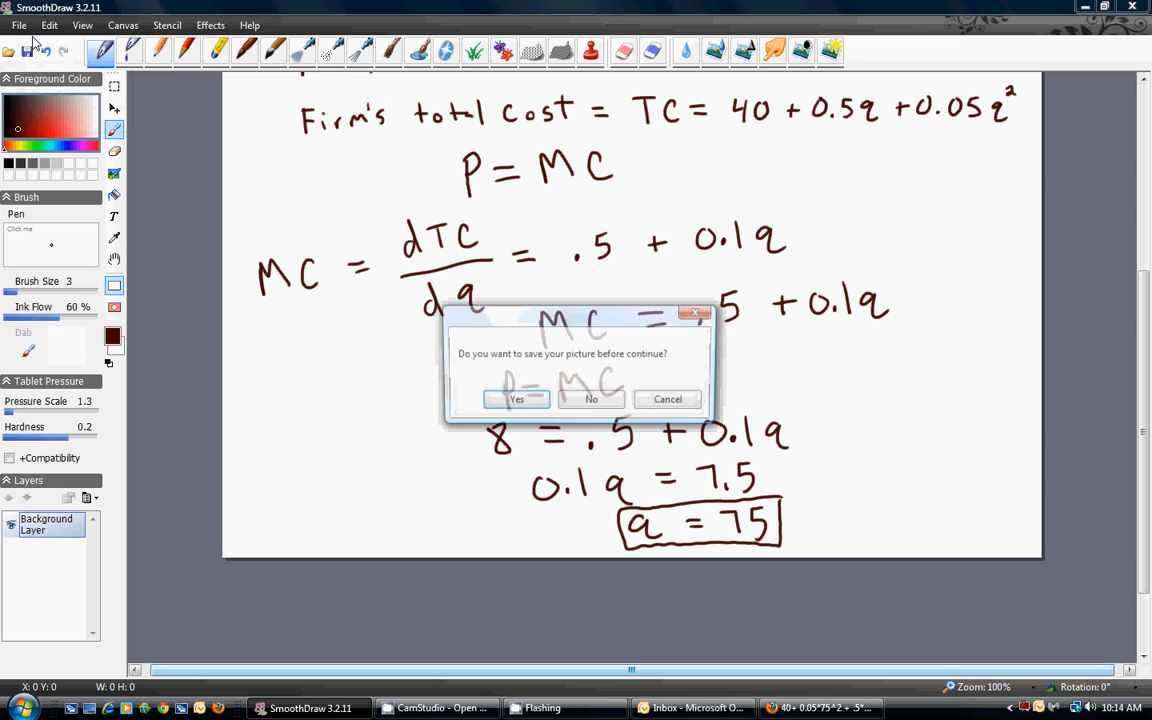 SmoothDraw 3.2.11
File Edit View Canvas Stencil Effects Help
Foreground Color
Brush
Pen
Click me
Brush Size 3
Ink Flow 60 %
Dab
Tablet Pressure
Pressure Scale 1.3
Hardness 0.2
+Compatibility
Layers
Background
Layer
Firm's total cost = TC = 40 + 0.5q + 0.05q²
P = MC
MC = dTC/dq = .5 + 0.1q
MC = .5 + 0.1q
Do you want to save your picture before continue?
P = MC
Yes No Cancel
8 = .5 + 0.1q
0.1q = 7.5
q = 75
X: 0 Y: 0 W: 0 H: 0 Zoom: 100% Rotation: 0°
SmoothDraw 3.2.11 CamStudio - Open ... Flashing Inbox - Microsoft O... 40+ 0.05*75^2 + .5*... 10:14 AM